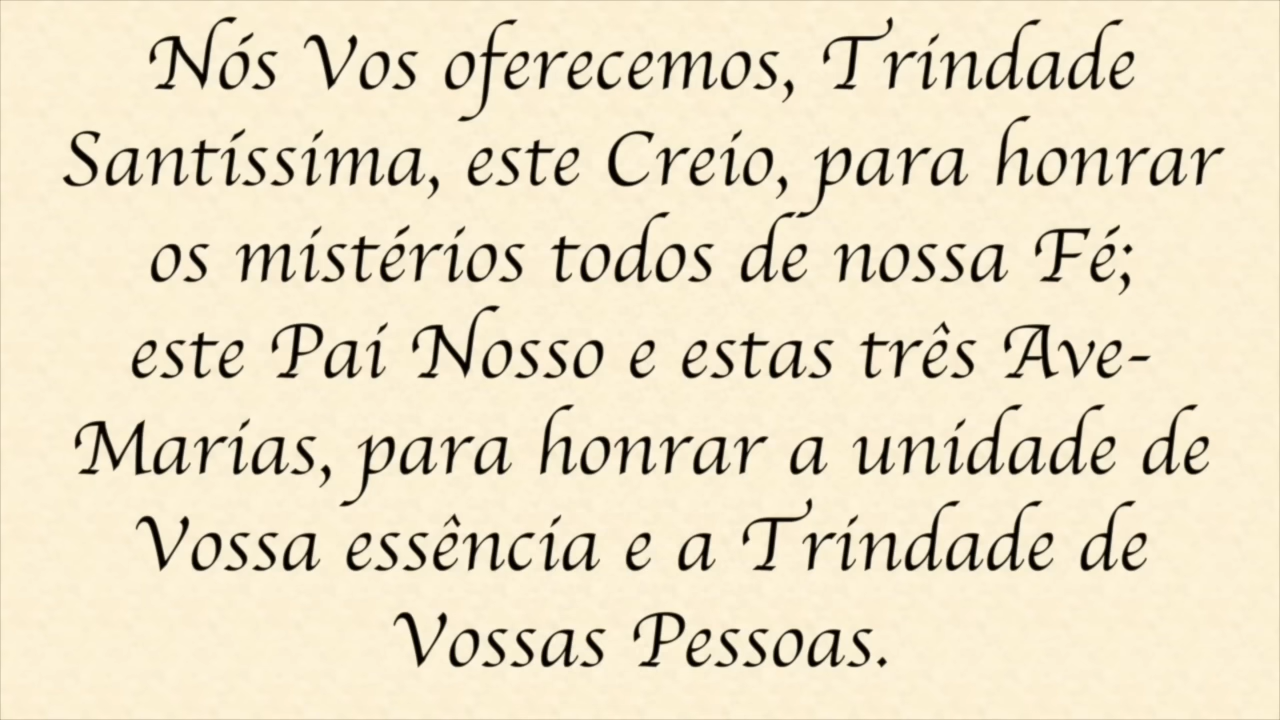 Nós Vos oferecemos, Trindade
Santíssima, este Creio, para honrar
os mistérios todos de nossa Fé;
este Pai Nosso e estas três Ave-
Marias, para honrar a unidade de
Vossa essência e a Trindade de
Vossas Pessoas.